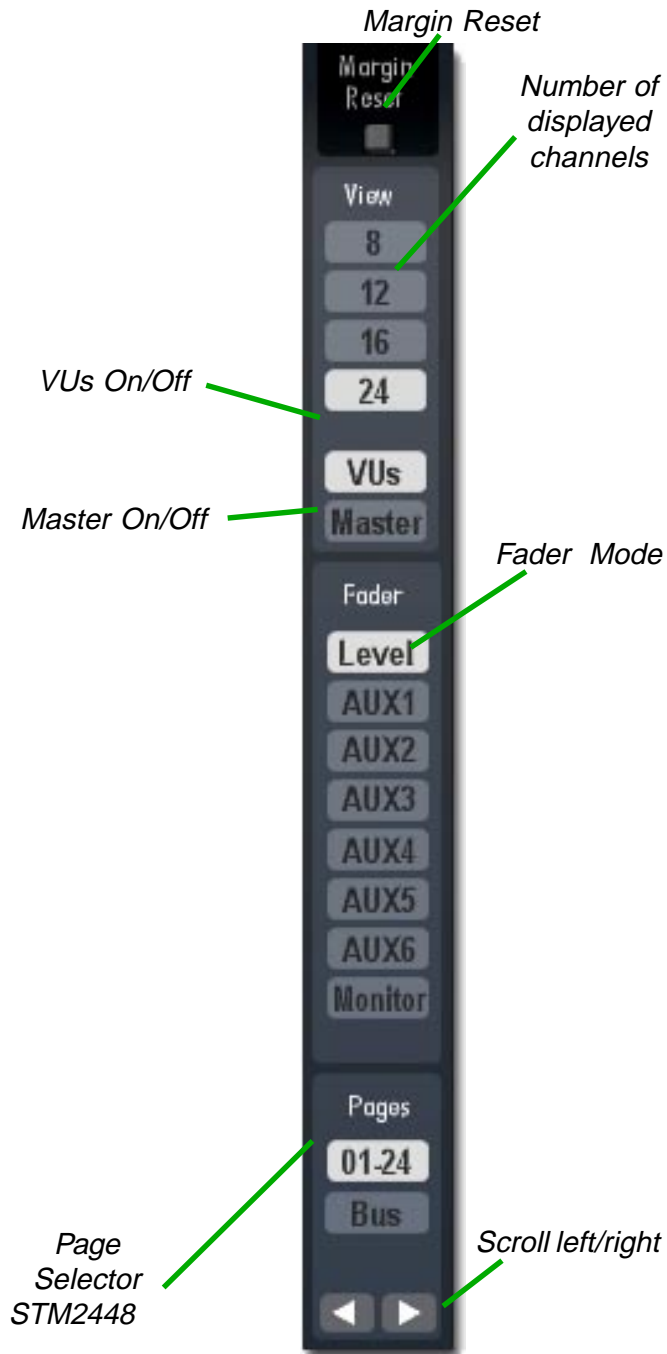 Margin Reset
Margin
Reset
Number of
displayed
channels
View
8
12
16
24
VUs On/Off
VUs
Master On/Off
Master
Fader Mode
Fader
Level
AUX1
AUX2
AUX3
AUX4
AUX5
AUX6
Monitor
Pages
01-24
Bus
Page
Selector
STM2448
Scroll left/right